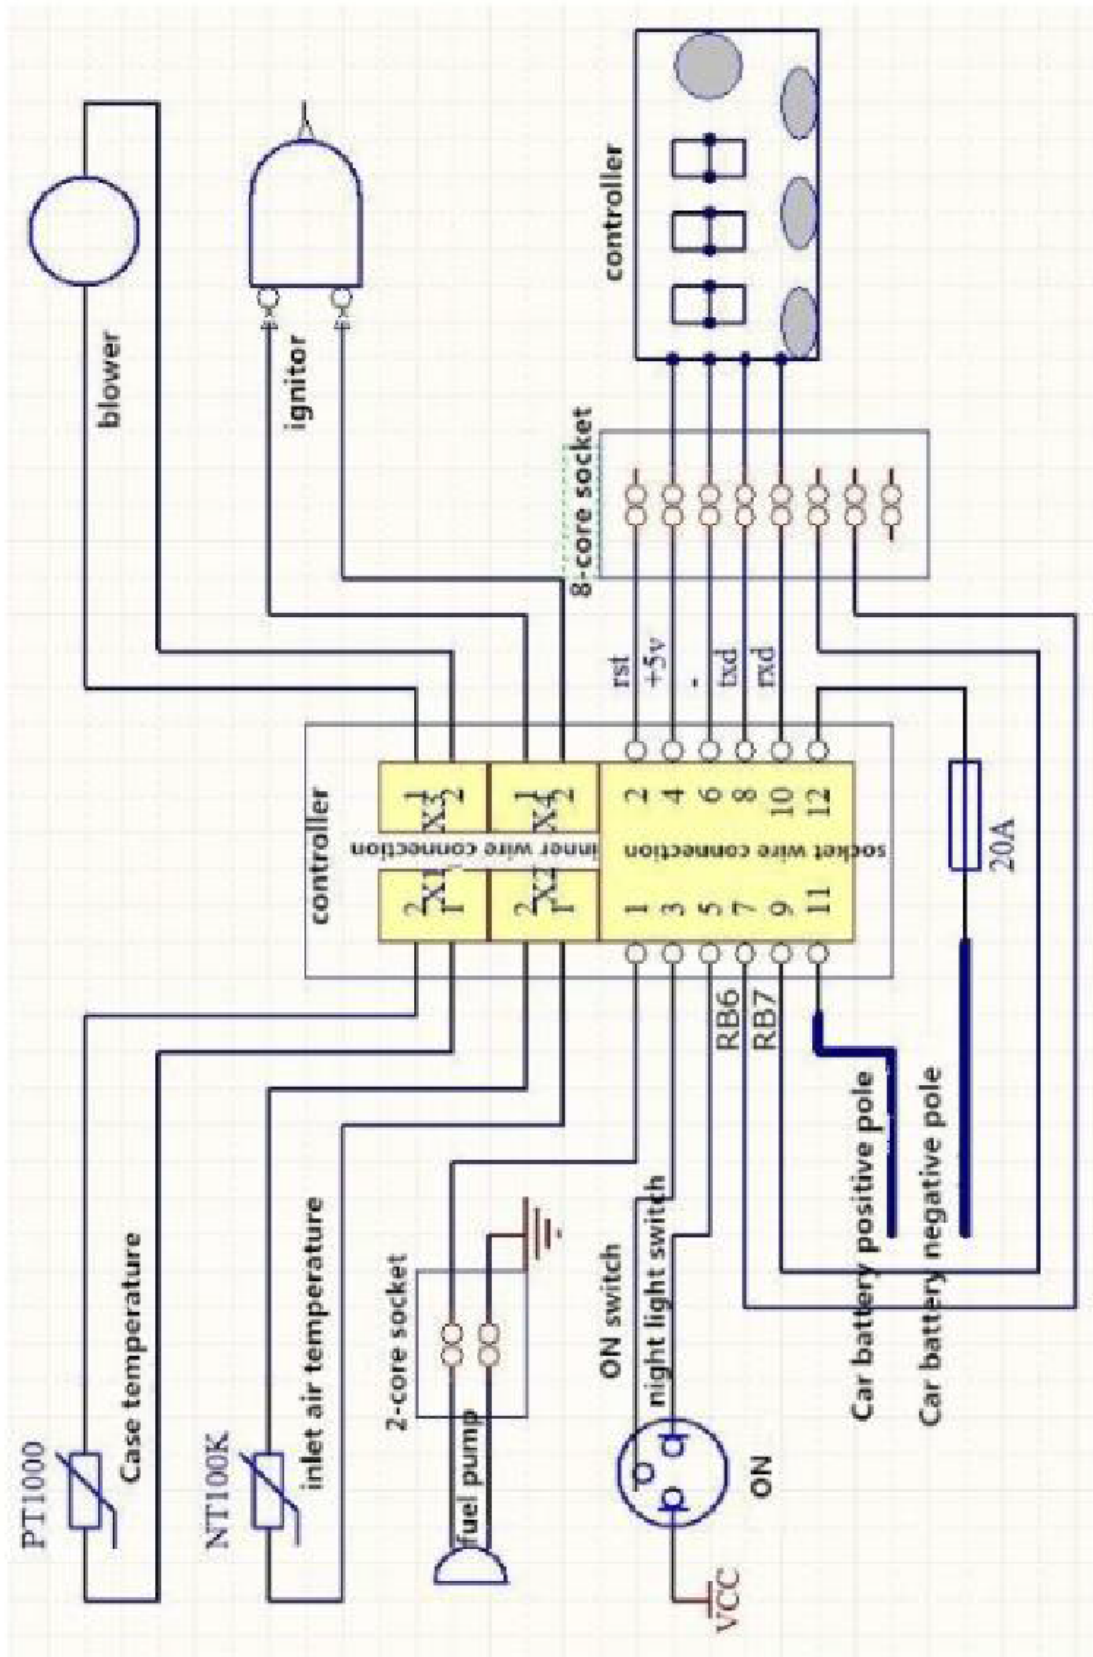 PT1000
Case temperature
NT100K
inlet air temperature
fuel pump
2-core socket
VCC
ON
ON switch
night light switch
Car battery positive pole
Car battery negative pole
RB6
RB7
controller
2
X1
1
2
X2
1
1
X3
2
1
X4
2
inner wire connection
socket wire connection
1
3
5
7
9
11
2
4
6
8
10
12
20A
rst
+5v
-
txd
rxd
8-core socket
blower
ignitor
controller